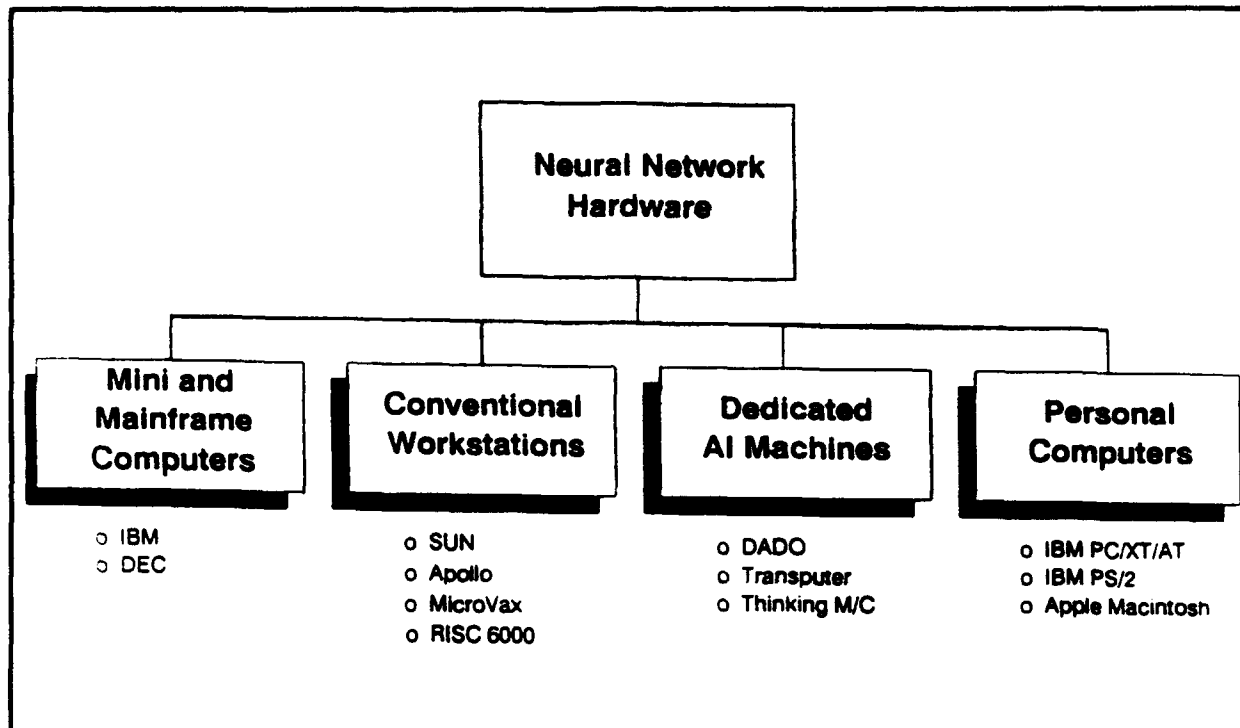 Neural Network
Hardware
Mini and
Mainframe
Computers
o IBM
o DEC
Conventional
Workstations
o SUN
o Apollo
o MicroVax
o RISC 6000
Dedicated
AI Machines
o DADO
o Transputer
o Thinking M/C
Personal
Computers
o IBM PC/XT/AT
o IBM PS/2
o Apple Macintosh